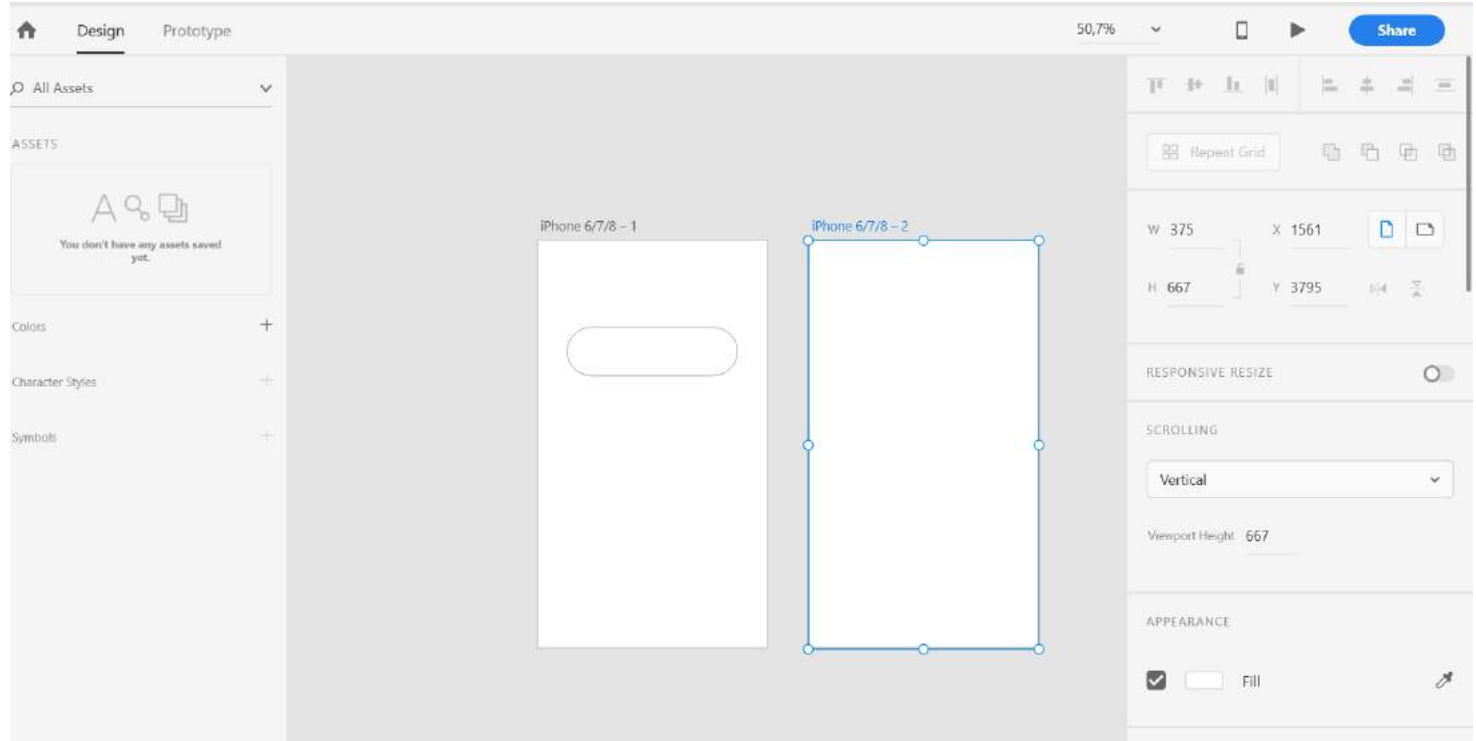 Design Prototype 50,7% Share
All Assets
ASSETS
You don't have any assets saved
yet.
Colors
Character Styles
Symbols
iPhone 6/7/8 – 1
iPhone 6/7/8 – 2
Repeat Grid
W 375 X 1561
H 667 Y 3795
RESPONSIVE RESIZE
SCROLLING
Vertical
Viewport Height 667
APPEARANCE
Fill